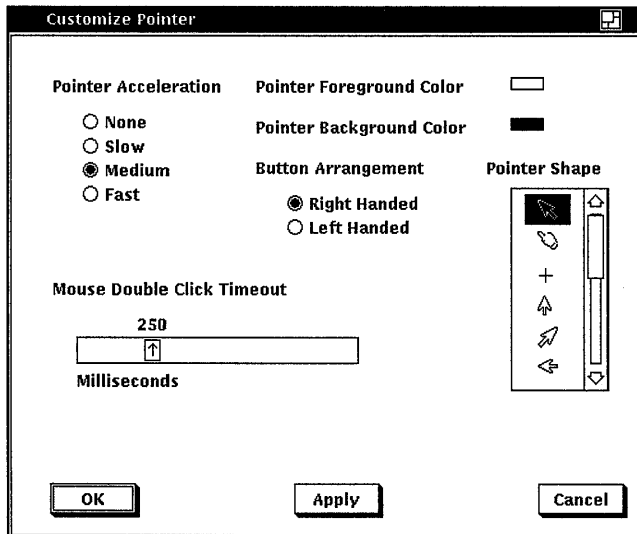 Customize Pointer
Pointer Acceleration
None
Slow
Medium
Fast
Pointer Foreground Color
Pointer Background Color
Button Arrangement
Right Handed
Left Handed
Pointer Shape
Mouse Double Click Timeout
250
Milliseconds
OK
Apply
Cancel